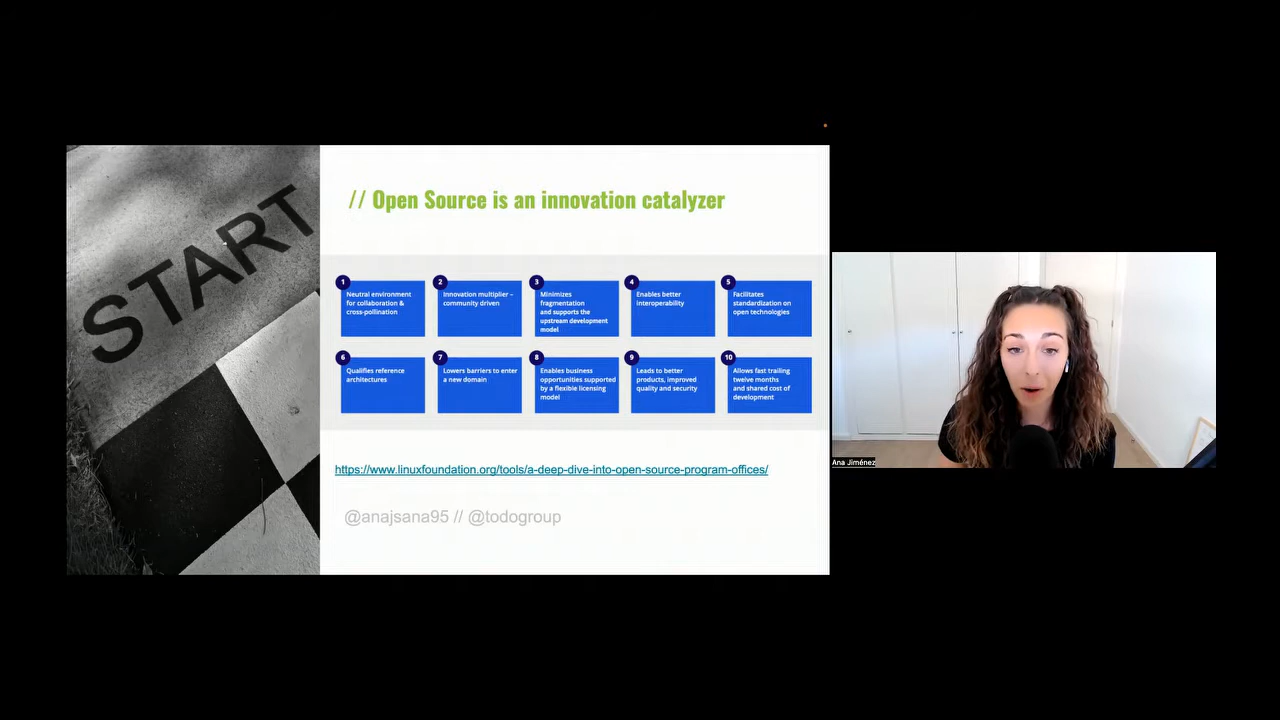 START
// Open Source is an innovation catalyzer
1
Neutral environment
for collaboration &
cross-pollination
2
Innovation multiplier –
community driven
3
Minimizes
fragmentation
and supports the
upstream development
model
4
Enables better
interoperability
5
Facilitates
standardization on
open technologies
6
Qualifies reference
architectures
7
Lowers barriers to enter
a new domain
8
Enables business
opportunities supported
by a flexible licensing
model
9
Leads to better
products, improved
quality and security
10
Allows fast trailing
twelve months
and shared cost of
development
https://www.linuxfoundation.org/tools/a-deep-dive-into-open-source-program-offices/
@anajsana95 // @todogroup
Ana Jiménez